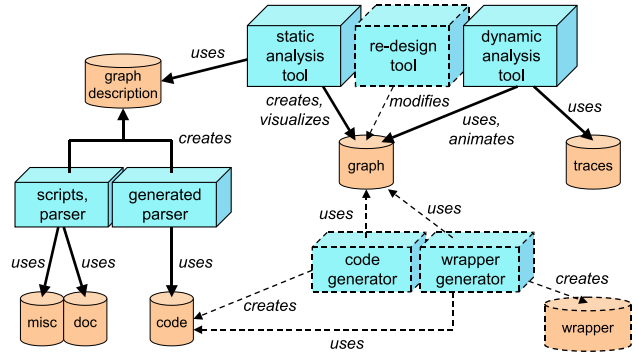 static
analysis
tool
re-design
tool
dynamic
analysis
tool
uses
graph
description
creates,
visualizes
modifies
uses,
animates
uses
creates
graph
traces
scripts,
parser
generated
parser
uses
uses
code
generator
wrapper
generator
uses
uses
uses
creates
creates
misc
doc
code
uses
wrapper